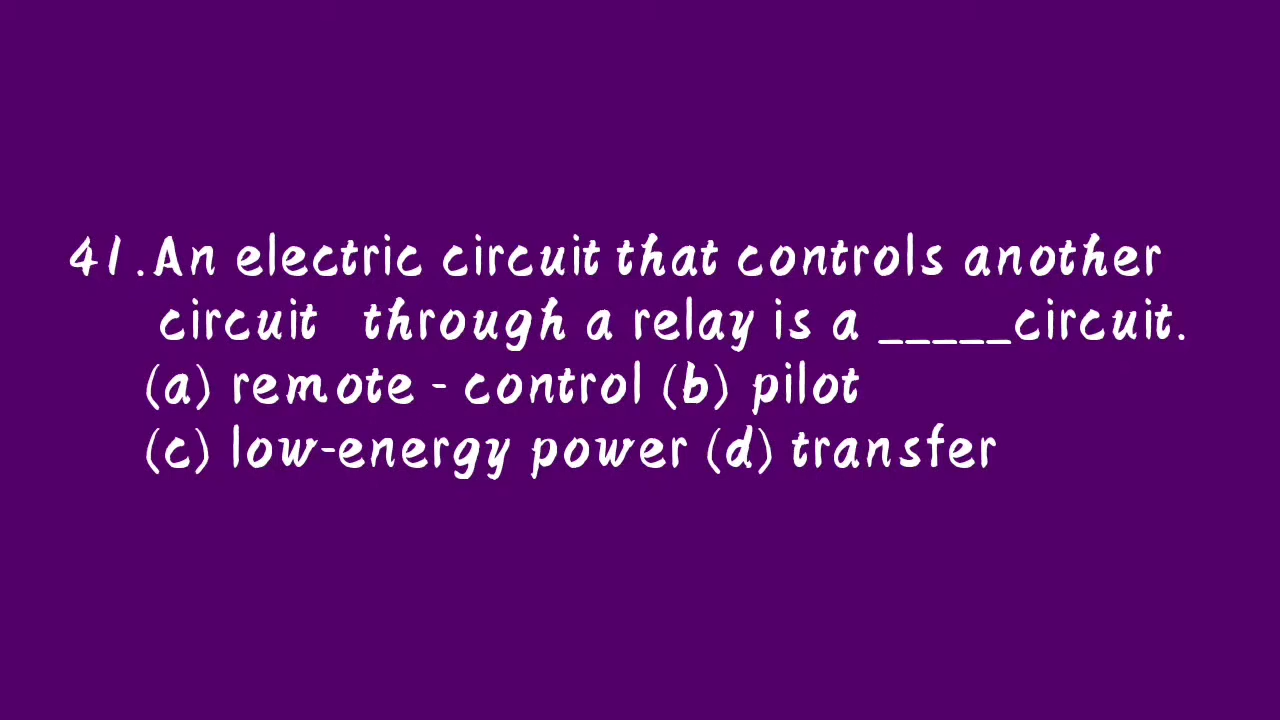 41.An electric circuit that controls another
circuit through a relay is a _____circuit.
(a) remote - control (b) pilot
(c) low-energy power (d) transfer